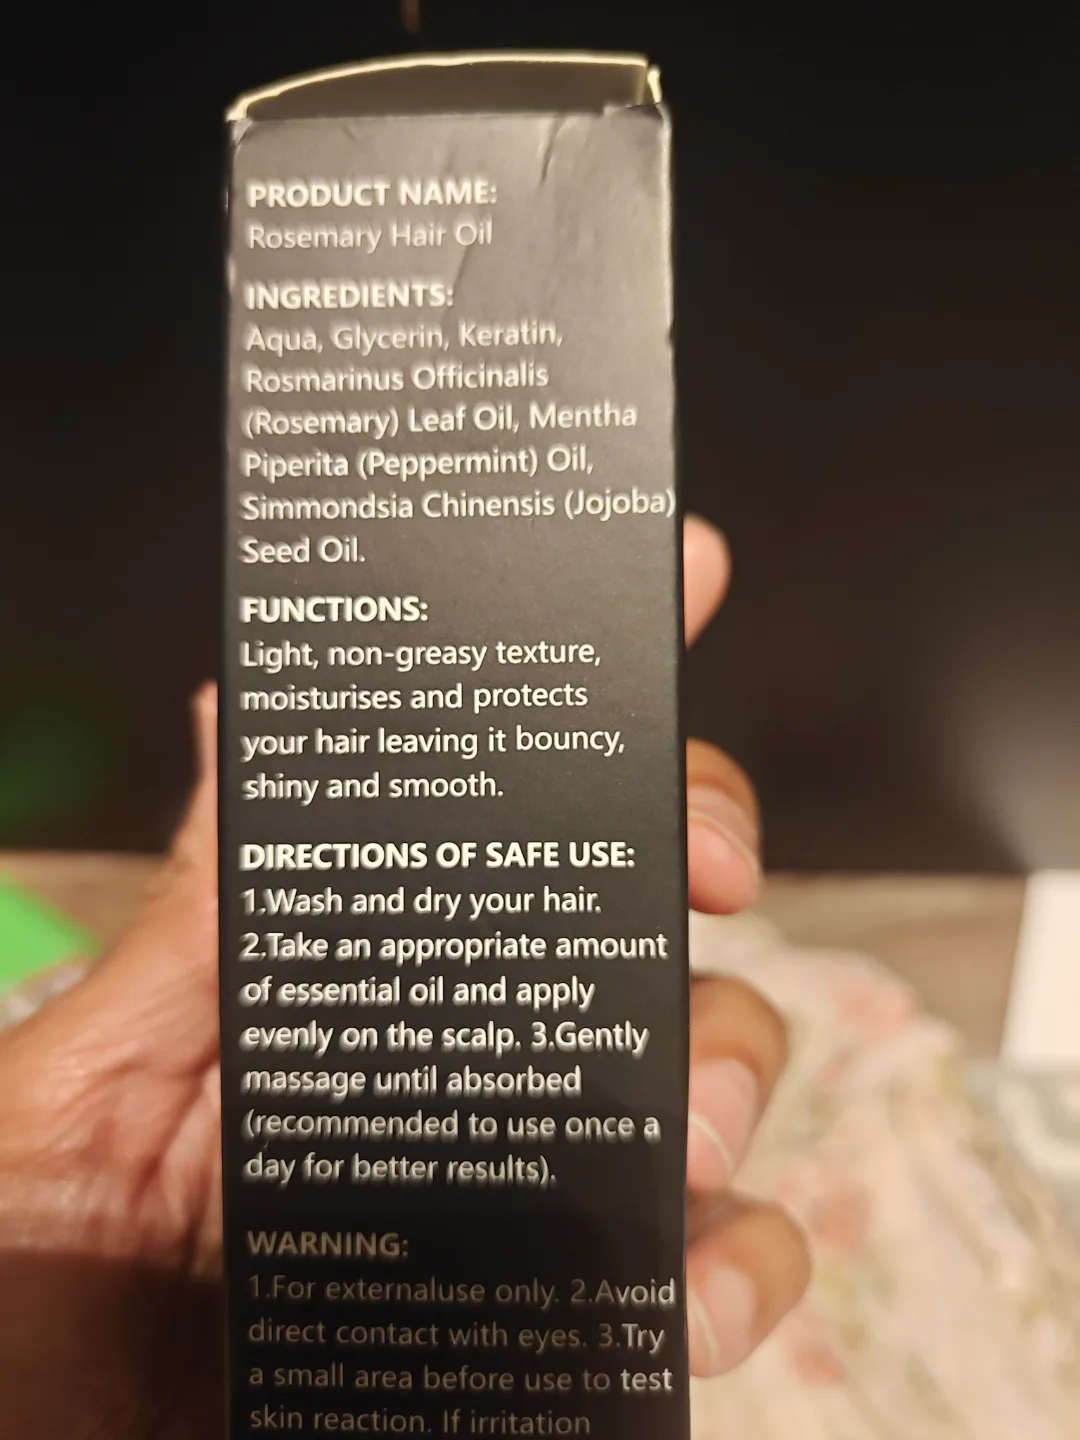 PRODUCT NAME:
Rosemary Hair Oil
INGREDIENTS:
Aqua, Glycerin, Keratin,
Rosmarinus Officinalis
(Rosemary) Leaf Oil, Mentha
Piperita (Peppermint) Oil,
Simmondsia Chinensis (Jojoba)
Seed Oil.
FUNCTIONS:
Light, non-greasy texture,
moisturises and protects
your hair leaving it bouncy,
shiny and smooth.
DIRECTIONS OF SAFE USE:
1.Wash and dry your hair.
2.Take an appropriate amount
of essential oil and apply
evenly on the scalp. 3.Gently
massage until absorbed
(recommended to use once a
day for better results).
WARNING:
1.For externaluse only. 2.Avoid
direct contact with eyes. 3.Try
a small area before use to test
skin reaction. If irritation